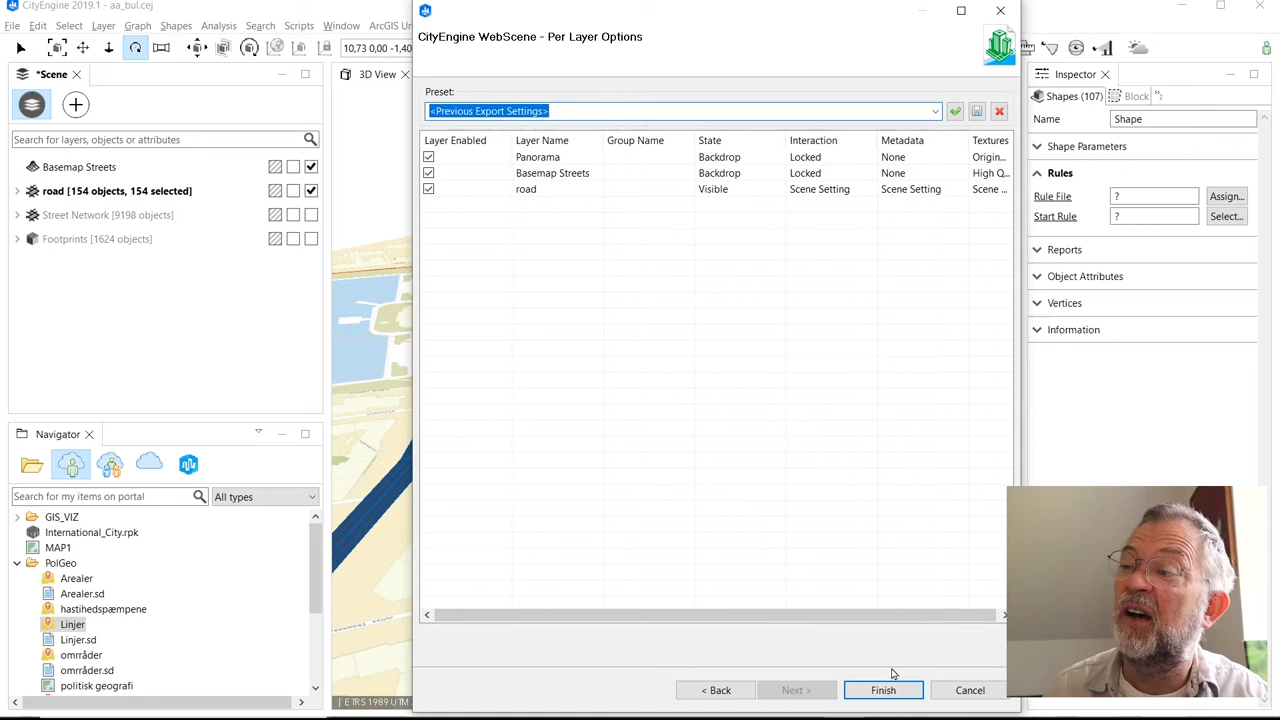 CityEngine 2019.1 - aa_bul.cej
File Edit Select Layer Graph Shapes Analysis Search Scripts Window ArcGIS
10,73 0,00 -1,40
*Scene
Search for layers, objects or attributes
Basemap Streets
road [154 objects, 154 selected]
Street Network [9198 objects]
Footprints [1624 objects]
Navigator
Search for my items on portal
All types
GIS_VIZ
International_City.rpk
MAP1
PolGeo
Arealer
Arealer.sd
hastihedspæmpene
Linjer
Linjer.sd
områder
områder.sd
politisk geografi
3D View
ETRS 1989 UTM
CityEngine WebScene - Per Layer Options
Preset:
<Previous Export Settings>
Layer Enabled Layer Name Group Name State Interaction Metadata Textures
Panorama Backdrop Locked None Origin...
Basemap Streets Backdrop Locked None High Q...
road Visible Scene Setting Scene Setting Scene ...
< Back Next > Finish Cancel
Inspector
Shapes (107) Block
Name Shape
Shape Parameters
Rules
Rule File ? Assign...
Start Rule ? Select...
Reports
Object Attributes
Vertices
Information